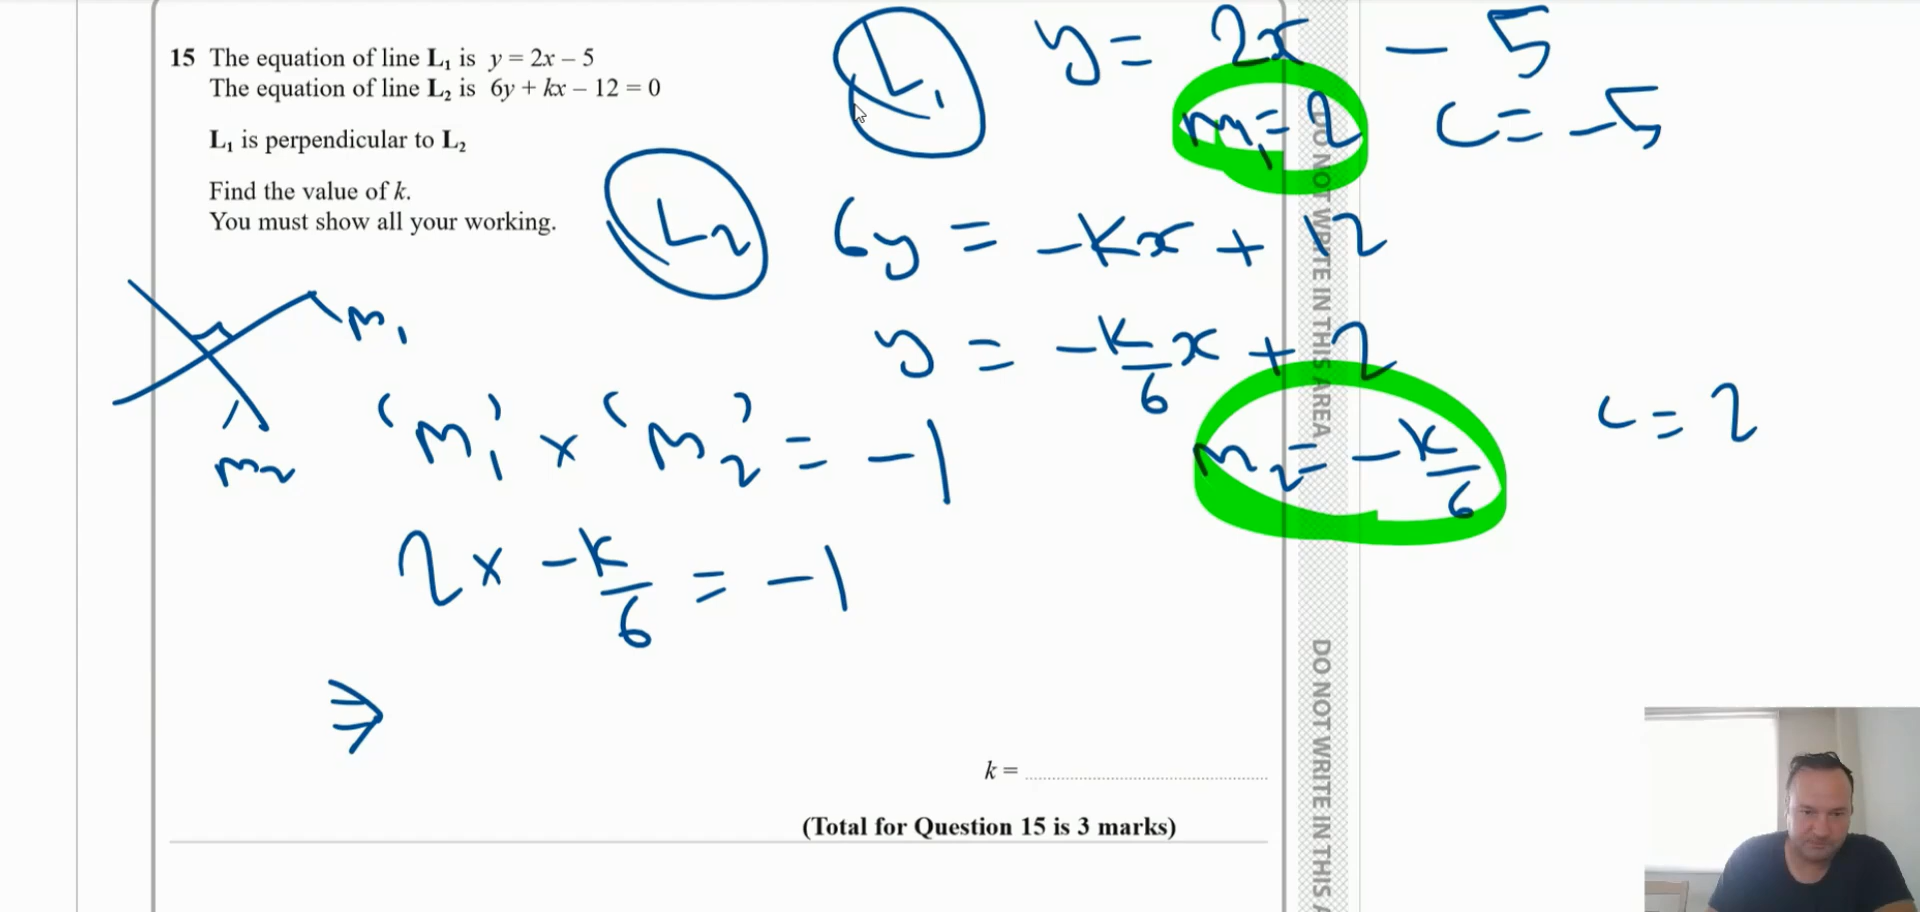 15 The equation of line L₁ is y = 2x – 5
The equation of line L₂ is 6y + kx – 12 = 0
L₁ is perpendicular to L₂
Find the value of k.
You must show all your working.
L₁ y = 2x - 5
m₁ = 2 c = -5
L₂ 6y = -kx + 12
y = -k/6 x + 2
m₂ = -k/6 c = 2
m₁
m₂
'm₁' × 'm₂' = -1
2 × -k/6 = -1
⇒
k =
(Total for Question 15 is 3 marks)
DO NOT WRITE IN THIS AREA
DO NOT WRITE IN THIS A